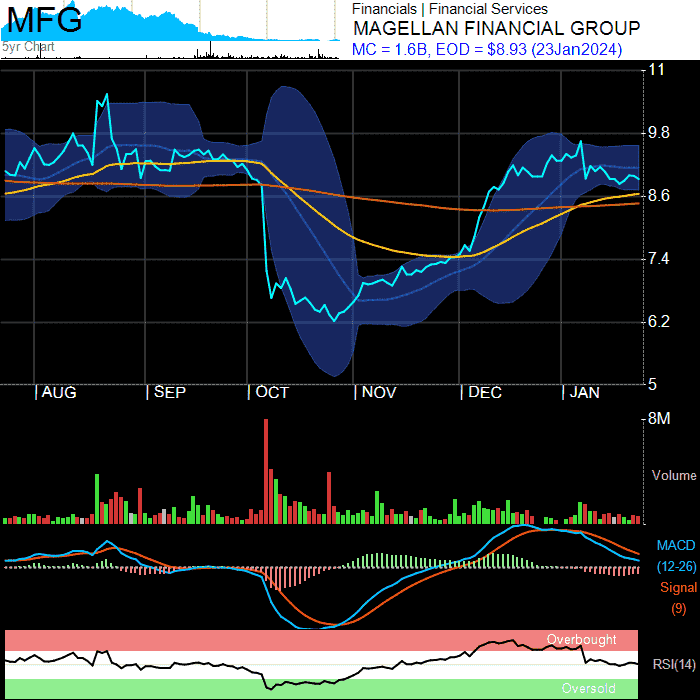 MFG
5yr Chart
Financials | Financial Services
MAGELLAN FINANCIAL GROUP
MC = 1.6B, EOD = $8.93 (23Jan2024)
11
9.8
8.6
7.4
6.2
5
AUG SEP OCT NOV DEC JAN
8M
Volume
MACD
(12-26)
Signal
(9)
Overbought
RSI(14)
Oversold